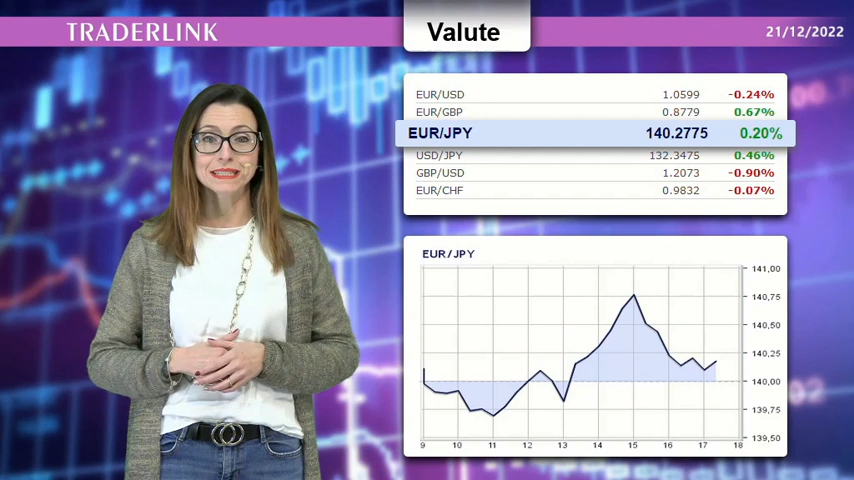 TRADERLINK
Valute
21/12/2022
EUR/USD 1.0599 -0.24%
EUR/GBP 0.8779 0.67%
EUR/JPY 140.2775 0.20%
USD/JPY 132.3475 0.46%
GBP/USD 1.2073 -0.90%
EUR/CHF 0.9832 -0.07%
EUR/JPY
141,00
140,75
140,50
140,25
140,00
139,75
139,50
9 10 11 12 13 14 15 16 17 18